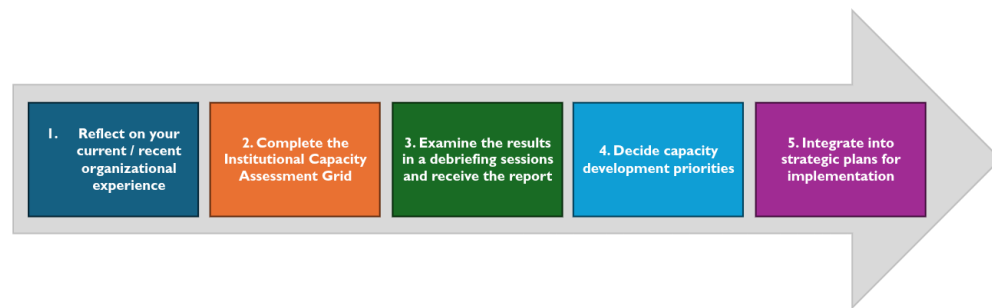 1. Reflect on your
current / recent
organizational
experience
2. Complete the
Institutional Capacity
Assessment Grid
3. Examine the results
in a debriefing sessions
and receive the report
4. Decide capacity
development priorities
5. Integrate into
strategic plans for
implementation